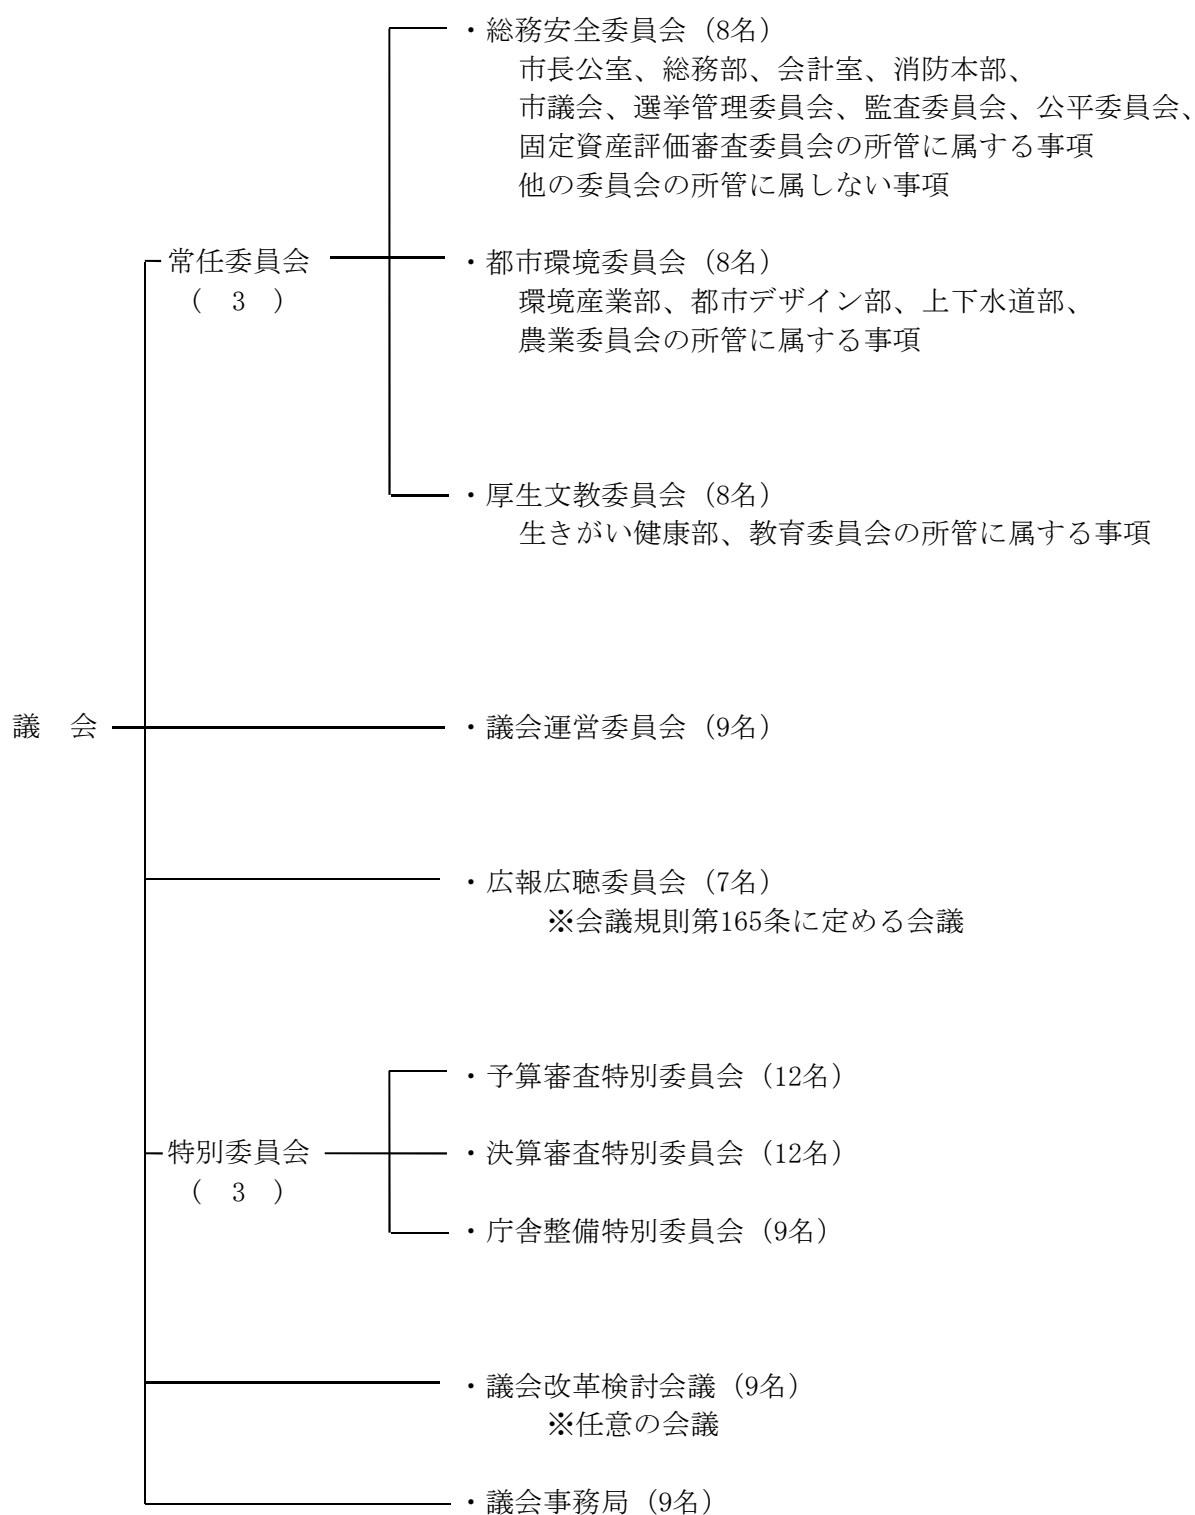 ・総務安全委員会（8名）
市長公室、総務部、会計室、消防本部、
市議会、選挙管理委員会、監査委員会、公平委員会、
固定資産評価審査委員会の所管に属する事項
他の委員会の所管に属しない事項
常任委員会
（　3　）
・都市環境委員会（8名）
環境産業部、都市デザイン部、上下水道部、
農業委員会の所管に属する事項
・厚生文教委員会（8名）
生きがい健康部、教育委員会の所管に属する事項
議　会
・議会運営委員会（9名）
・広報広聴委員会（7名）
※会議規則第165条に定める会議
・予算審査特別委員会（12名）
特別委員会
（　3　）
・決算審査特別委員会（12名）
・庁舎整備特別委員会（9名）
・議会改革検討会議（9名）
※任意の会議
・議会事務局（9名）